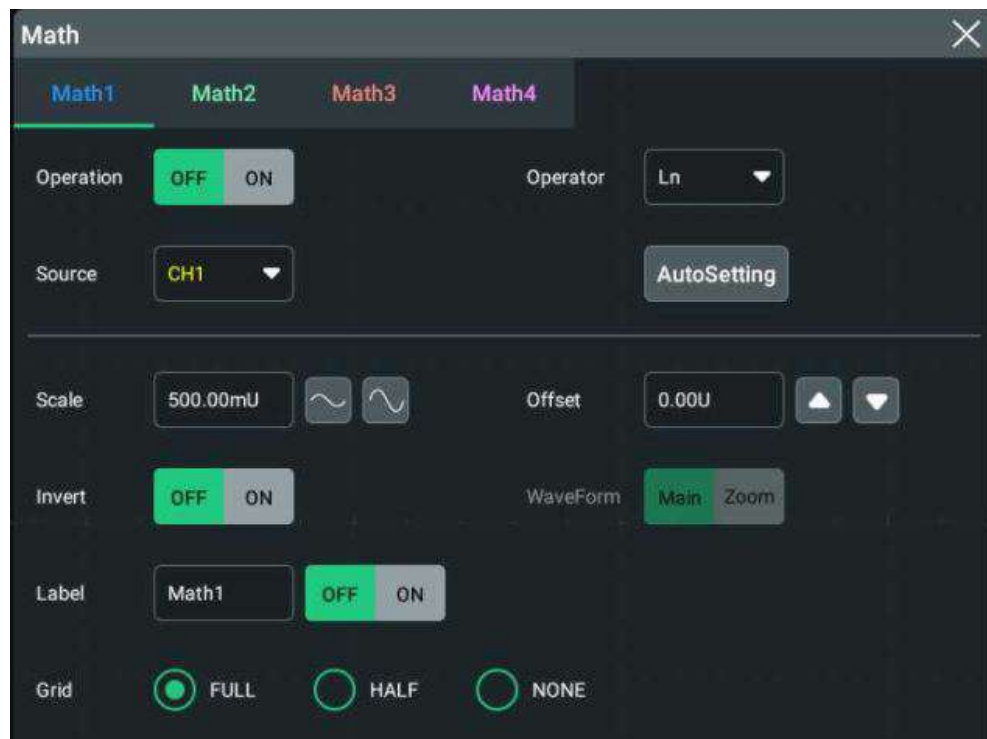 Math
Math1 Math2 Math3 Math4
Operation OFF ON Operator Ln
Source CH1 AutoSetting
Scale 500.00mU Offset 0.00U
Invert OFF ON WaveForm Main Zoom
Label Math1 OFF ON
Grid FULL HALF NONE